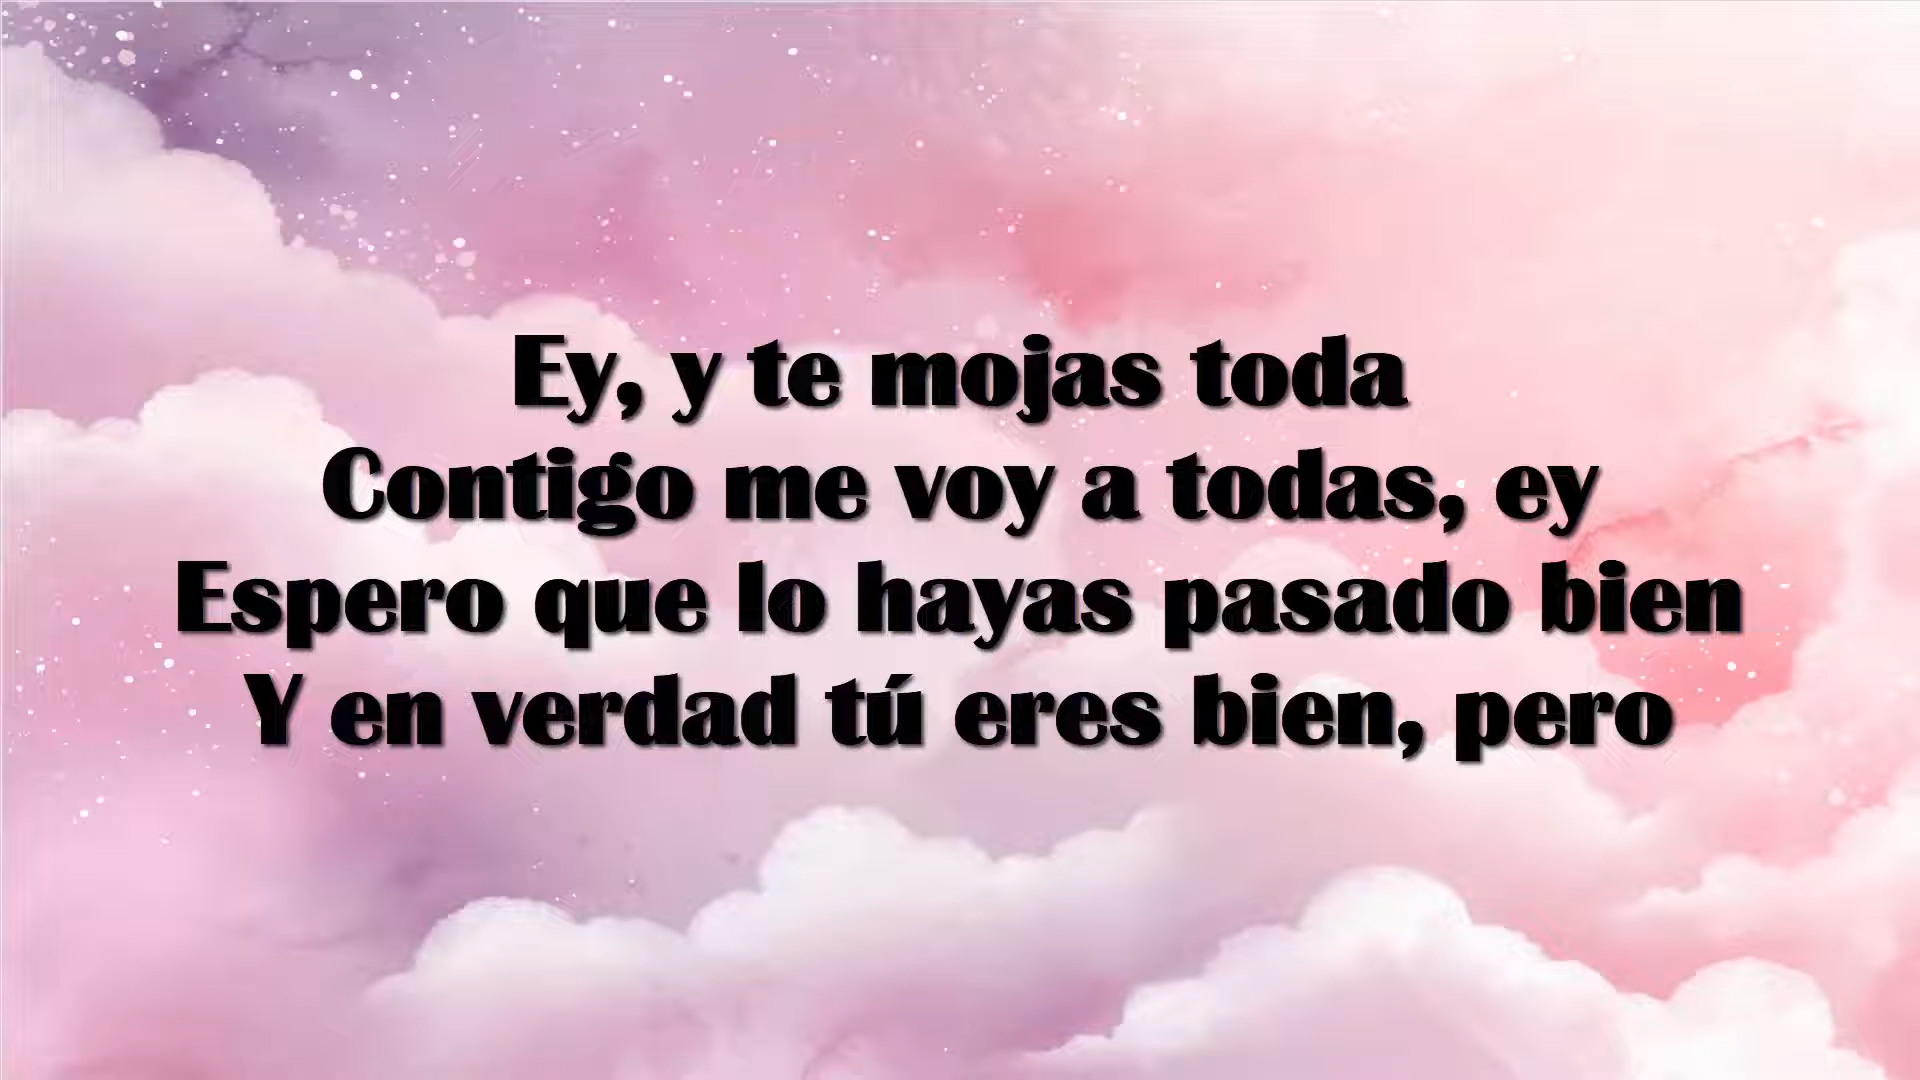 Ey, y te mojas toda
Contigo me voy a todas, ey
Espero que lo hayas pasado bien
Y en verdad tú eres bien, pero